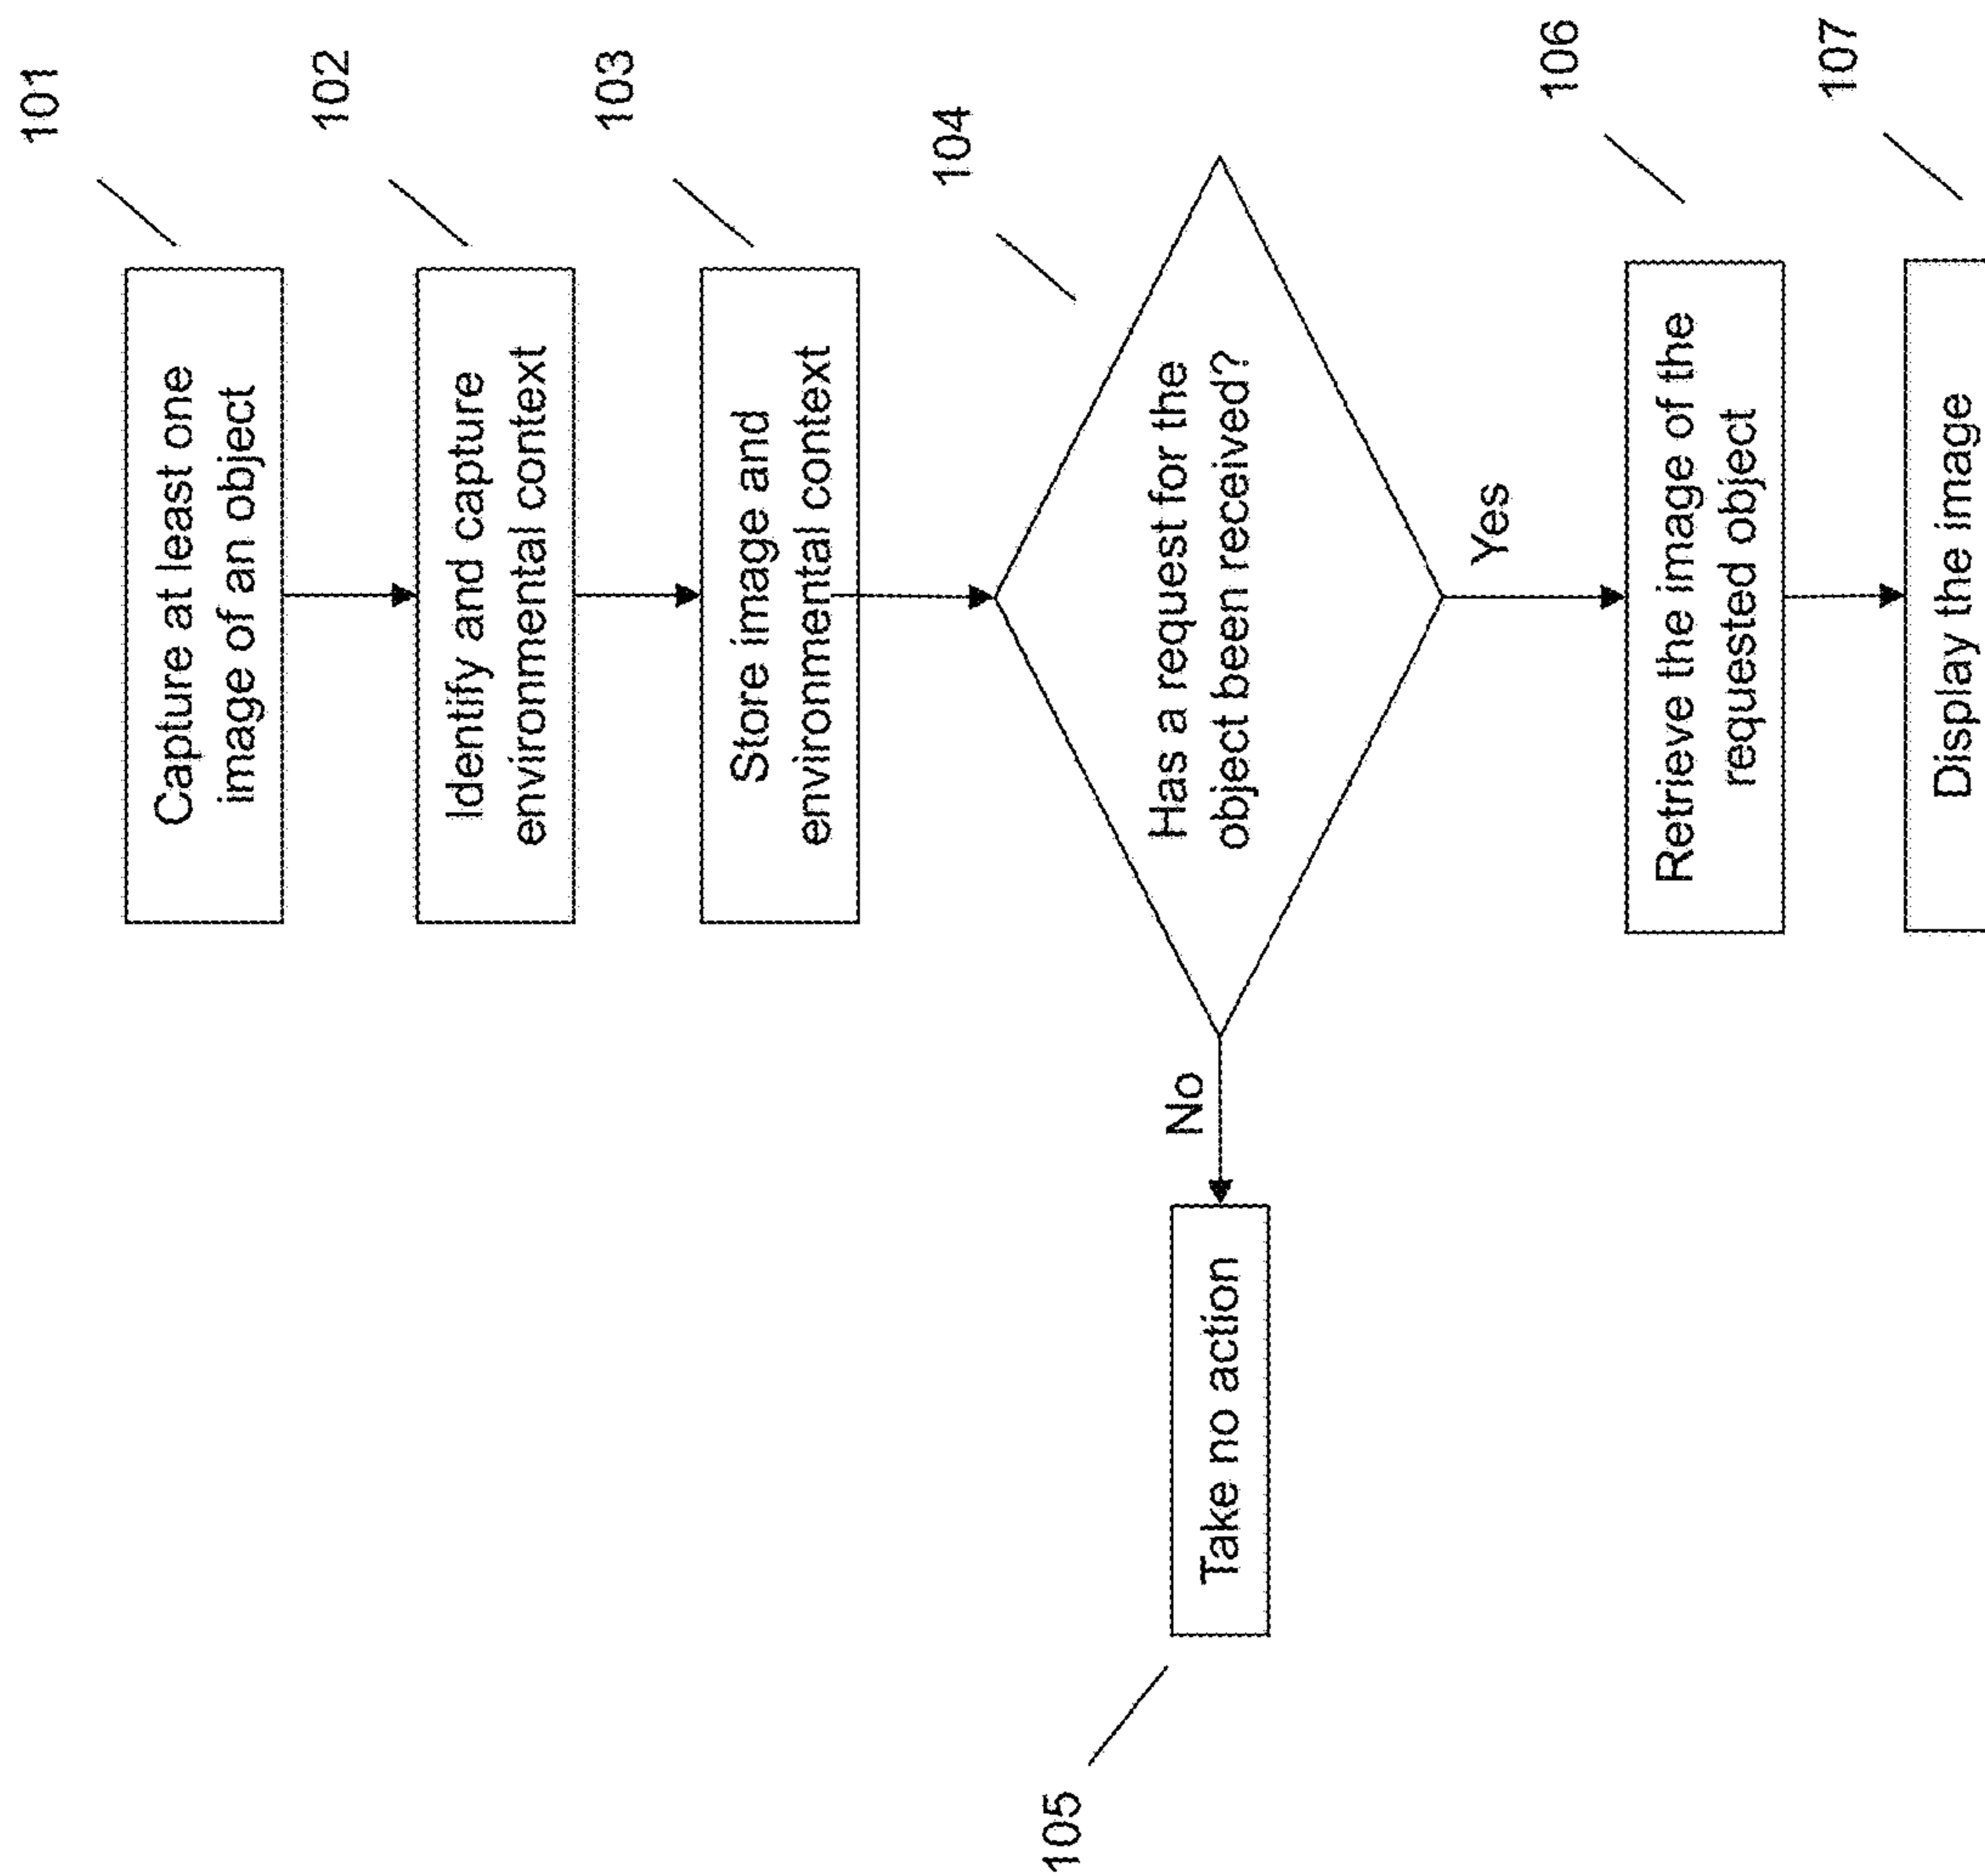 101
Capture at least one
image of an object
102
Identify and capture
environmental context
103
Store image and
environmental context
104
Has a request for the
object been received?
No
Yes
105
Take no action
106
Retrieve the image of the
requested object
107
Display the image